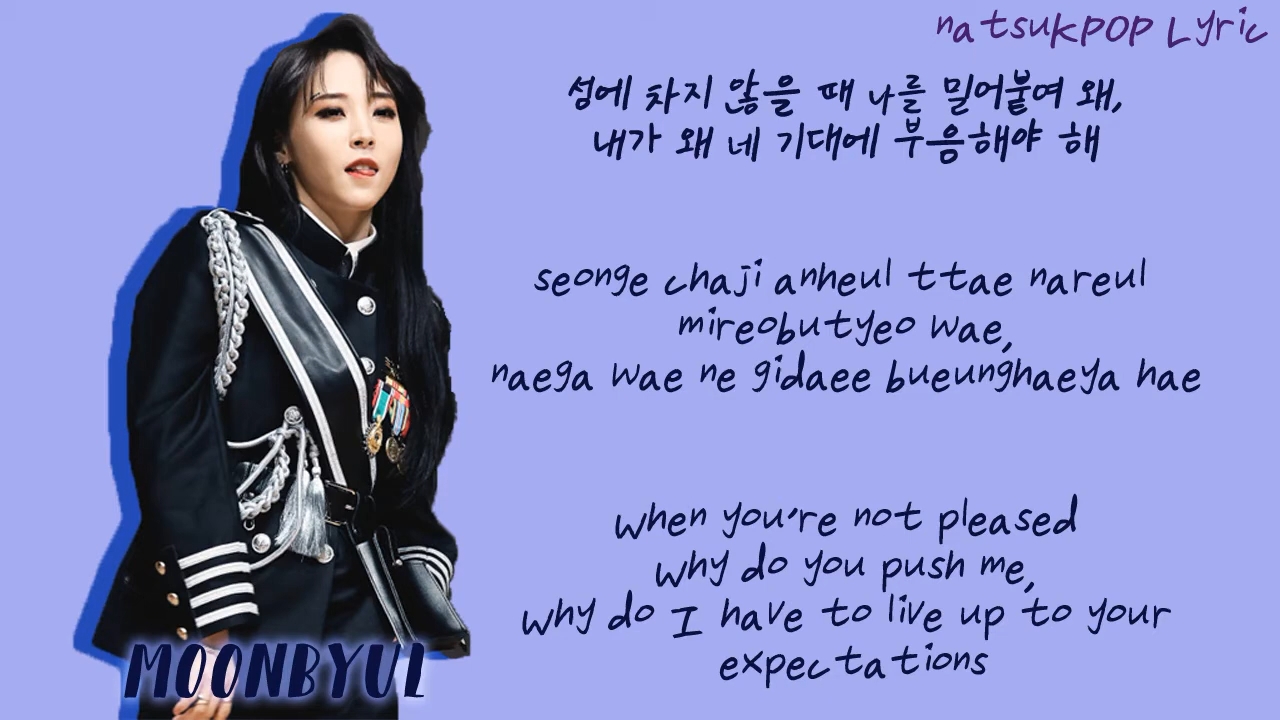 natsukpop Lyric
성에 차지 않을 때 나를 밀어붙여 왜,
내가 왜 네 기대에 부응해야 해
seonge chaji anheul ttae nareul
mireobutyeo wae,
naega wae ne gidaee bueunghaeya hae
when you're not pleased
why do you push me,
why do I have to live up to your
expectations
MOONBYUL